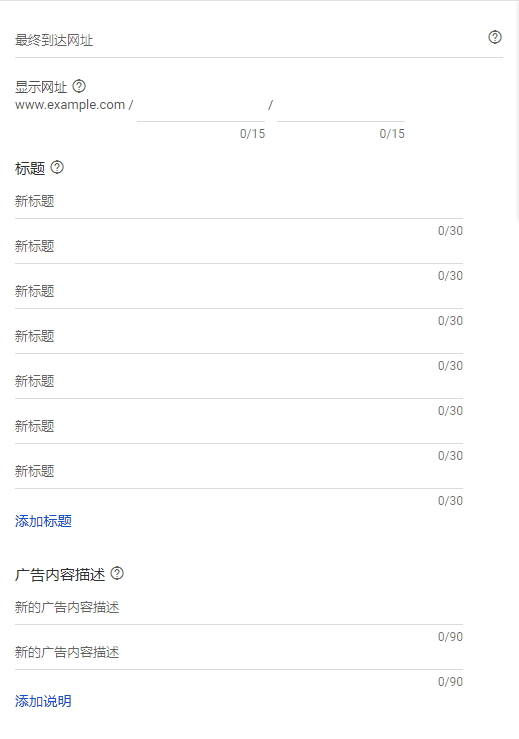 最终到达网址
显示网址
www.example.com / /
0/15 0/15
标题
新标题
0/30
新标题
0/30
新标题
0/30
新标题
0/30
新标题
0/30
新标题
0/30
新标题
0/30
添加标题
广告内容描述
新的广告内容描述
0/90
新的广告内容描述
0/90
添加说明